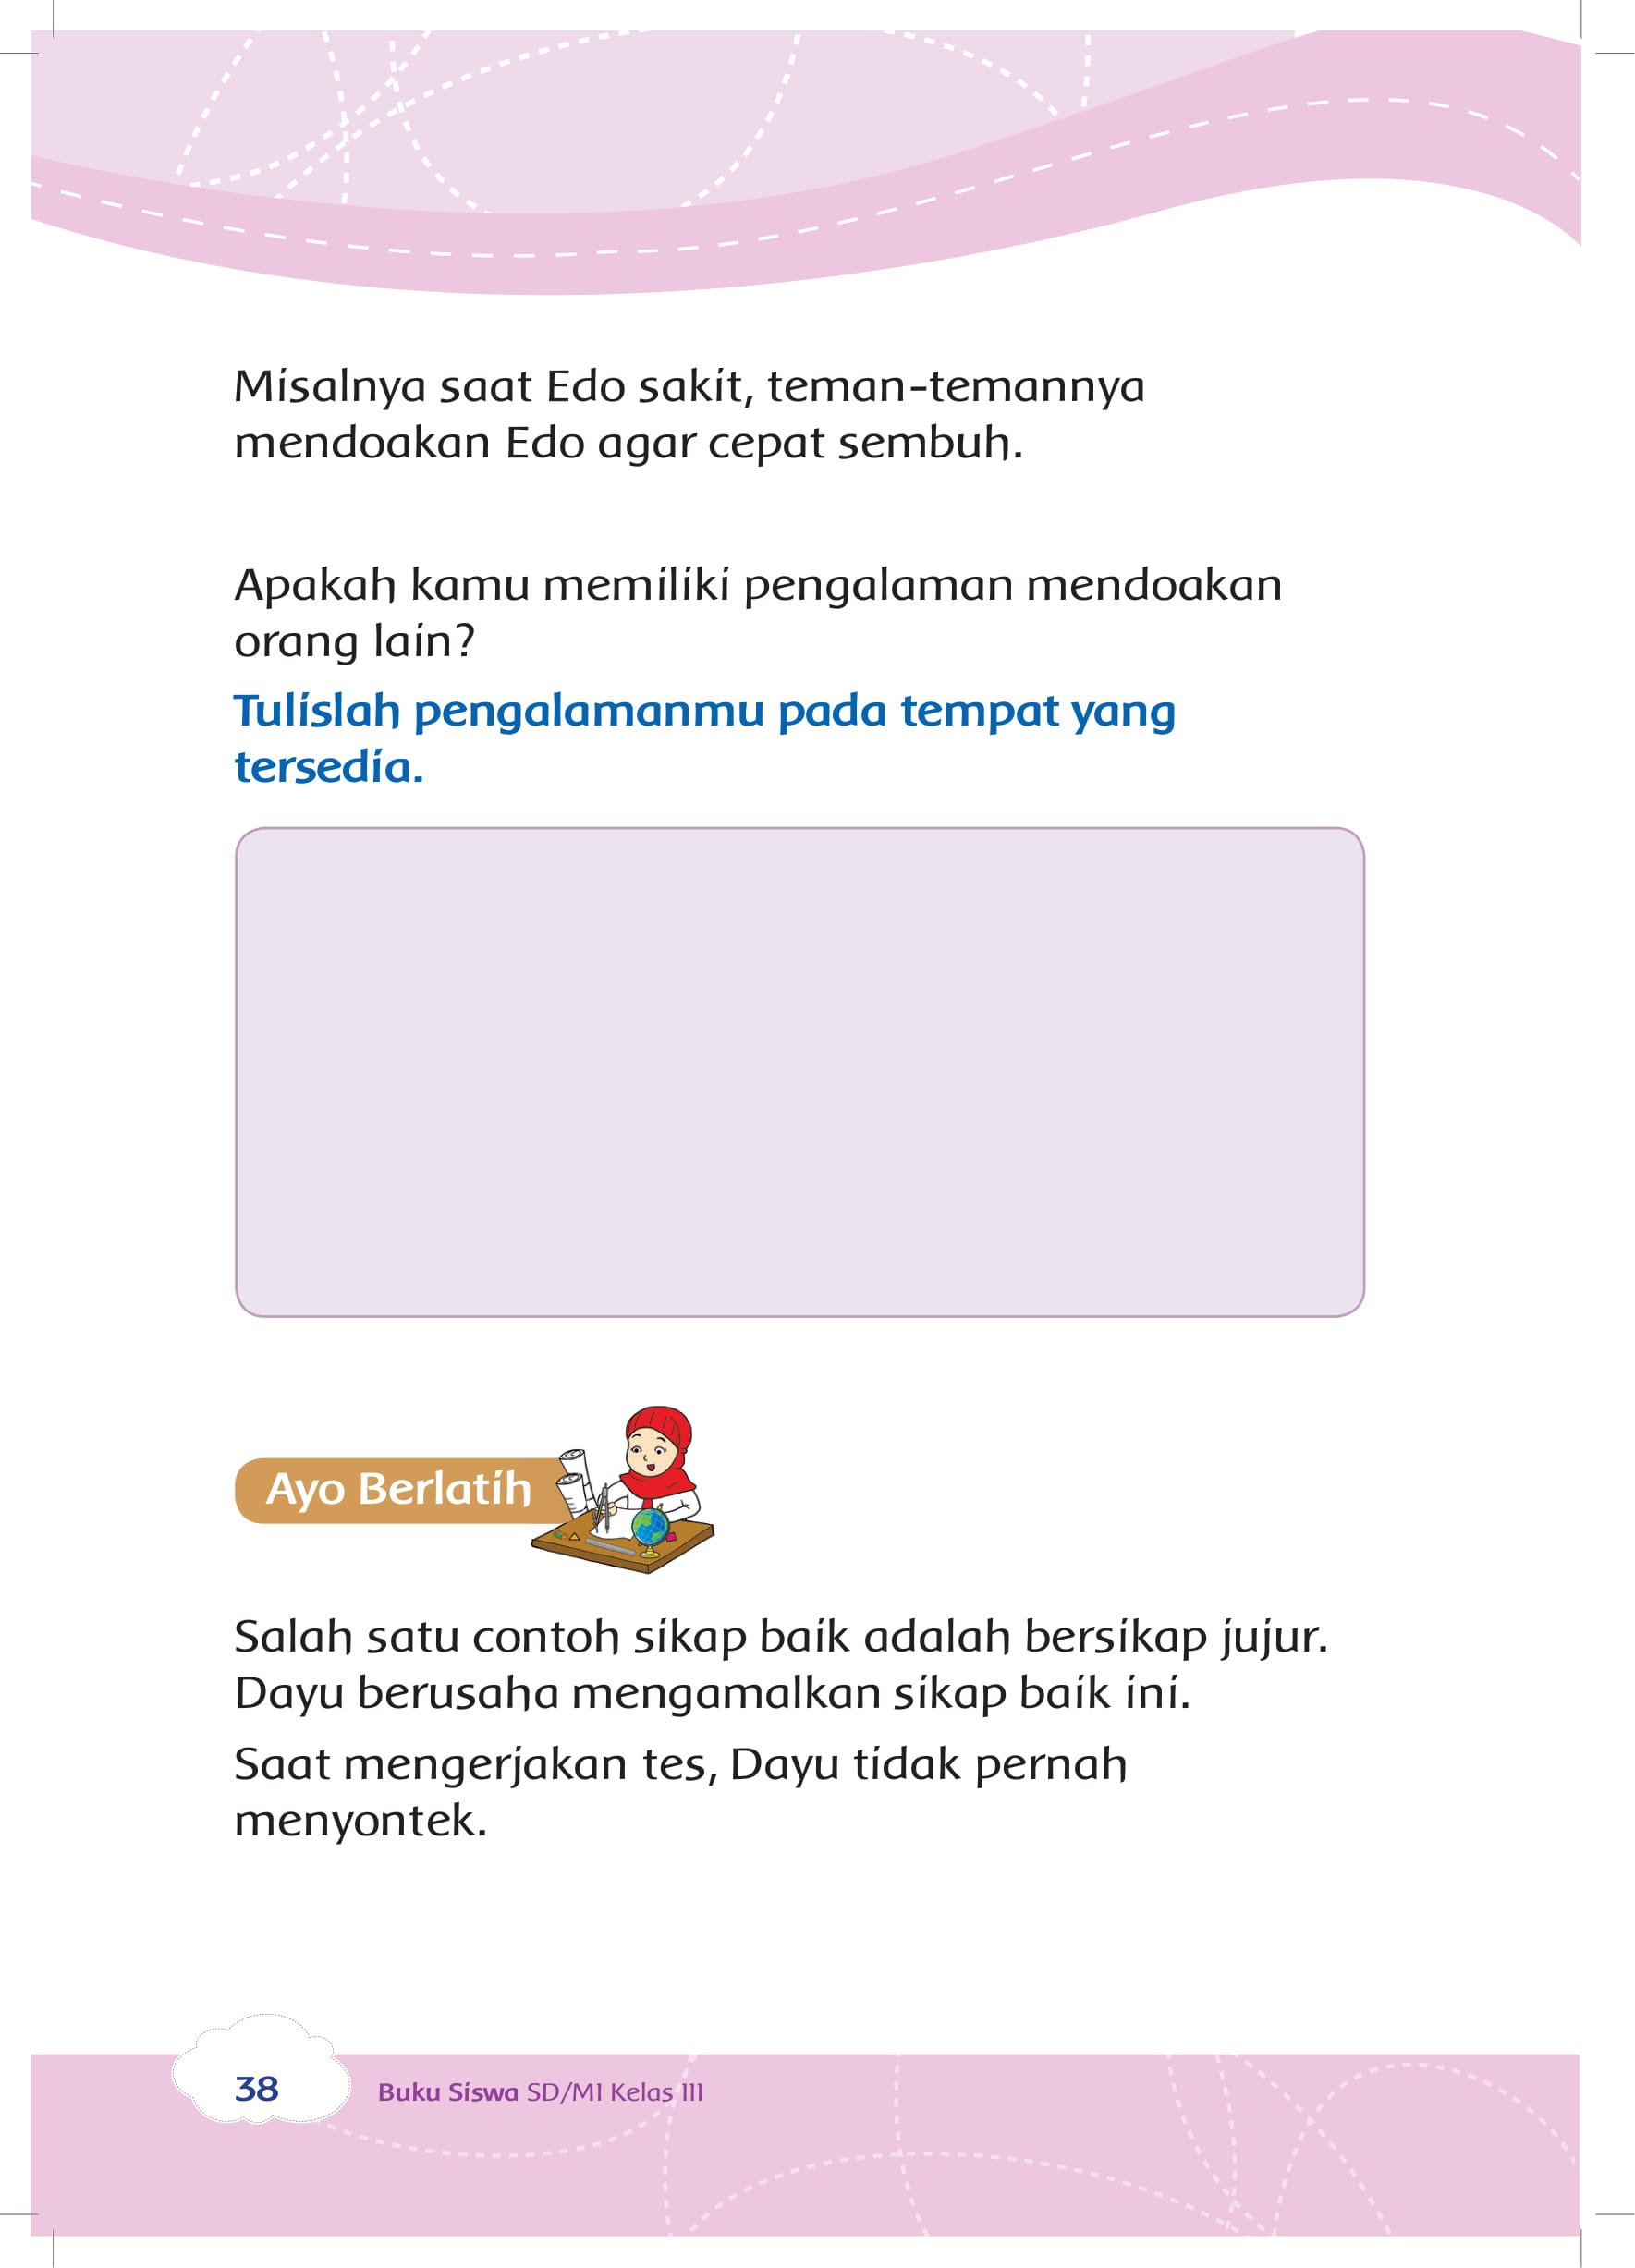 Misalnya saat Edo sakit, teman-temannya
mendoakan Edo agar cepat sembuh.
Apakah kamu memiliki pengalaman mendoakan
orang lain?
Tulislah pengalamanmu pada tempat yang
tersedia.
Ayo Berlatih
Salah satu contoh sikap baik adalah bersikap jujur.
Dayu berusaha mengamalkan sikap baik ini.
Saat mengerjakan tes, Dayu tidak pernah
menyontek.
38
Buku Siswa SD/MI Kelas III